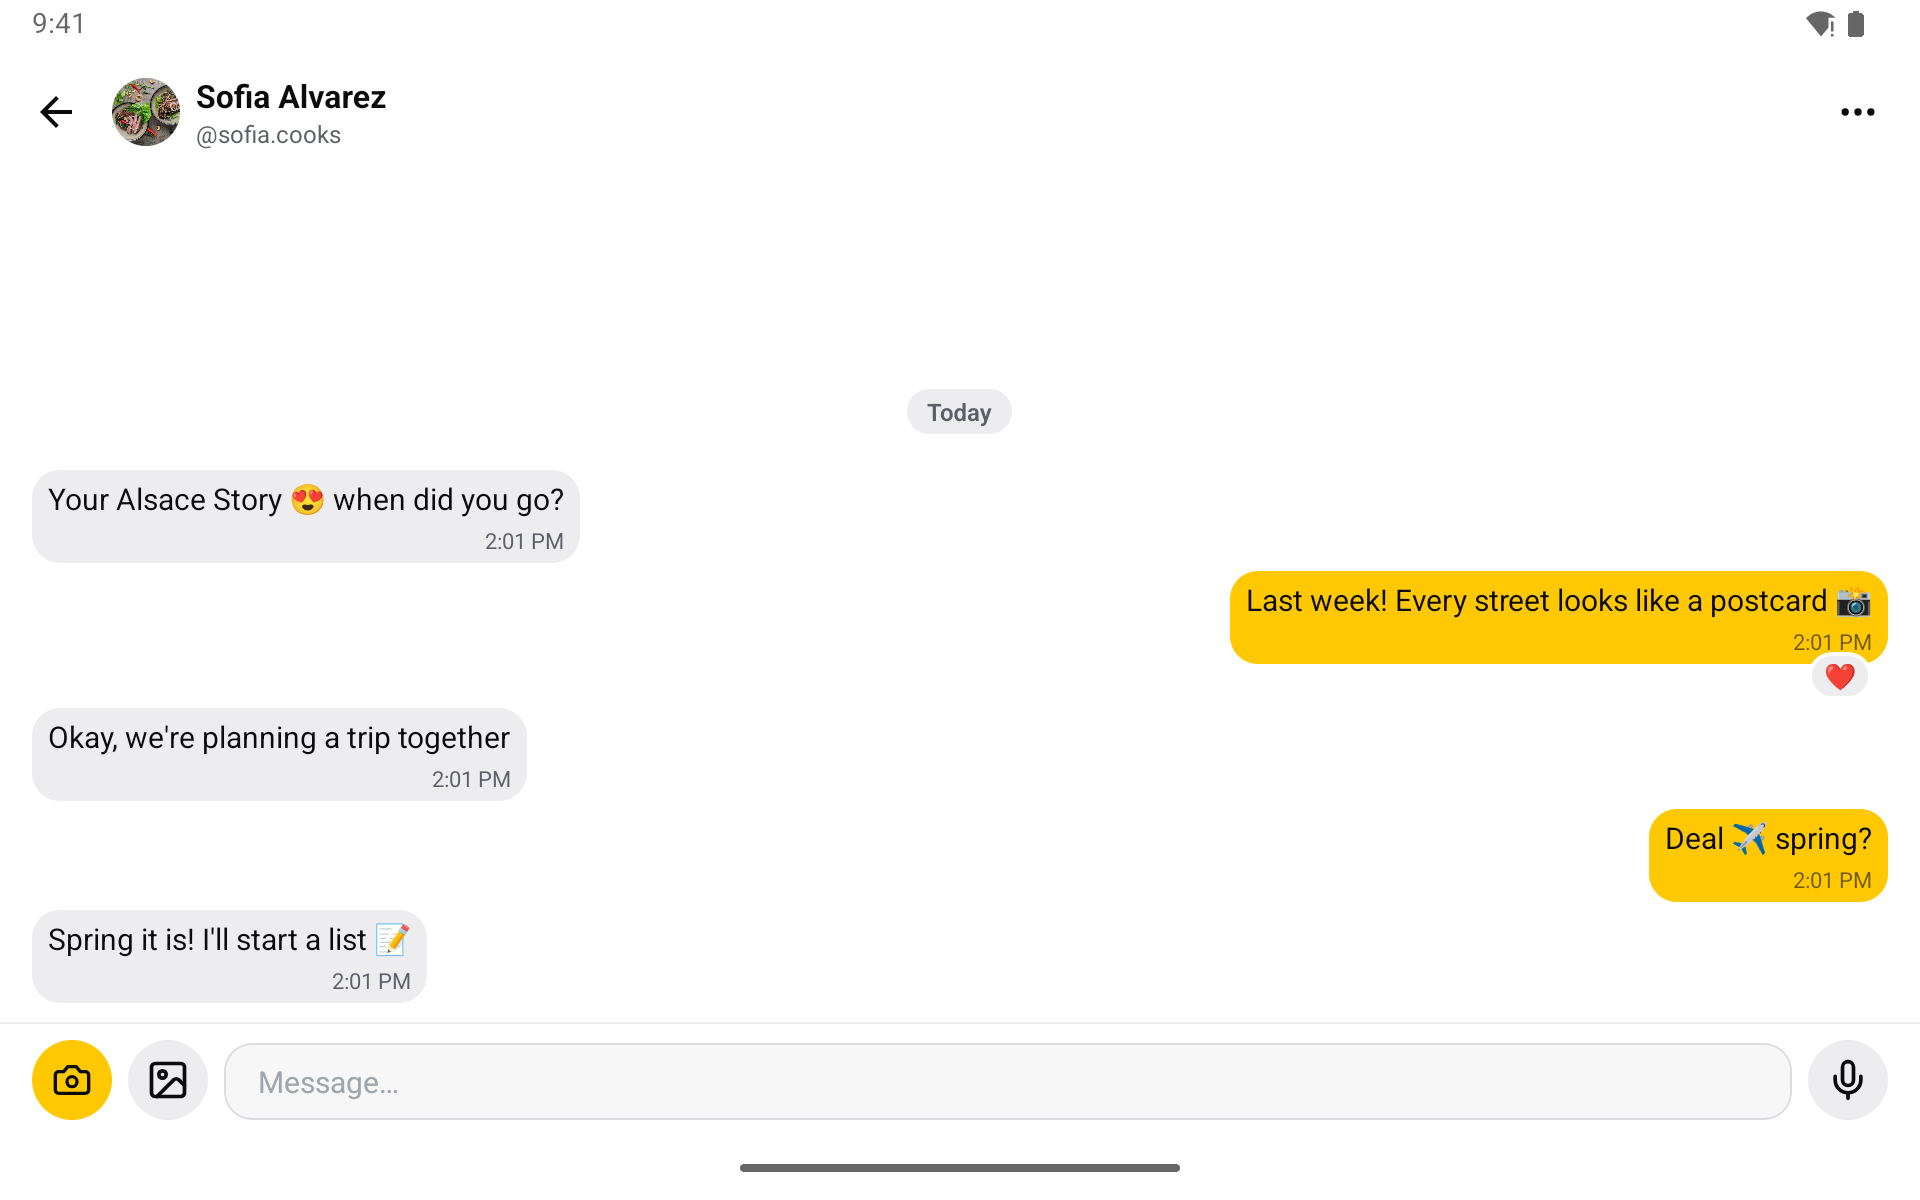 9:41
Sofia Alvarez
@sofia.cooks
Today
Your Alsace Story 😍 when did you go?
2:01 PM
Last week! Every street looks like a postcard 📸
2:01 PM
❤️
Okay, we're planning a trip together
2:01 PM
Deal ✈️ spring?
2:01 PM
Spring it is! I'll start a list 📝
2:01 PM
Message…